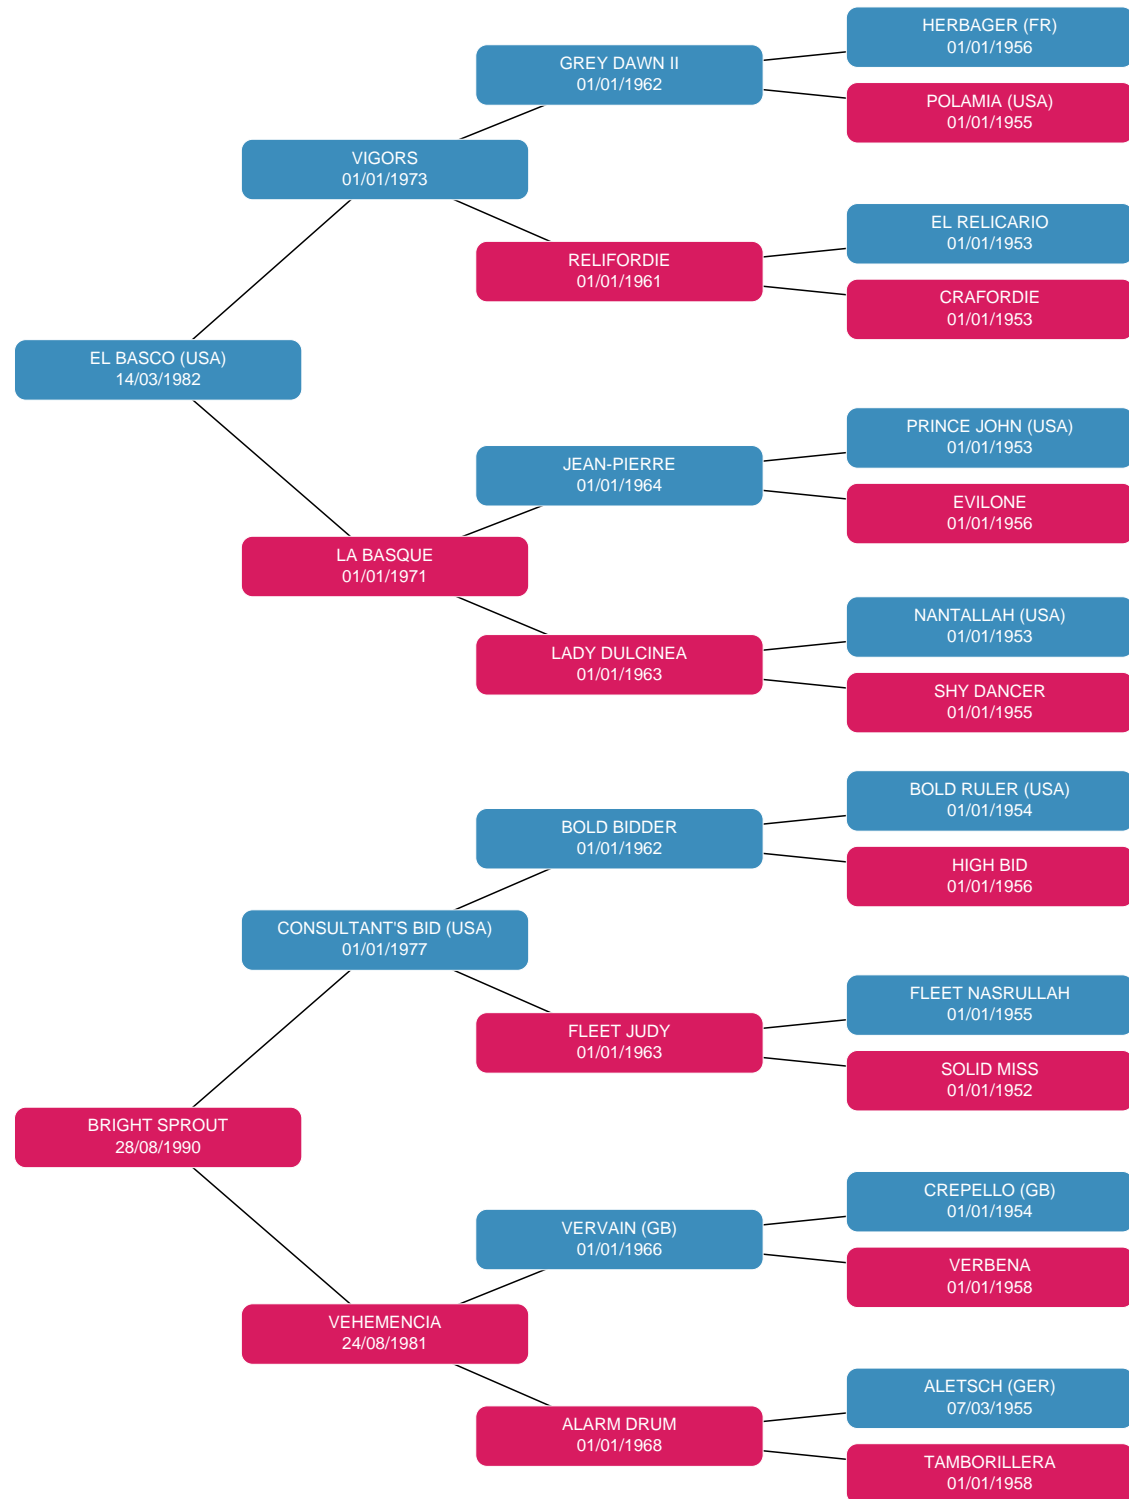 HERBAGER (FR)
01/01/1956
GREY DAWN II
01/01/1962
POLAMIA (USA)
01/01/1955
VIGORS
01/01/1973
EL RELICARIO
01/01/1953
RELIFORDIE
01/01/1961
CRAFORDIE
01/01/1953
EL BASCO (USA)
14/03/1982
PRINCE JOHN (USA)
01/01/1953
JEAN-PIERRE
01/01/1964
EVILONE
01/01/1956
LA BASQUE
01/01/1971
NANTALLAH (USA)
01/01/1953
LADY DULCINEA
01/01/1963
SHY DANCER
01/01/1955
BOLD RULER (USA)
01/01/1954
BOLD BIDDER
01/01/1962
HIGH BID
01/01/1956
CONSULTANT'S BID (USA)
01/01/1977
FLEET NASRULLAH
01/01/1955
FLEET JUDY
01/01/1963
SOLID MISS
01/01/1952
BRIGHT SPROUT
28/08/1990
CREPELLO (GB)
01/01/1954
VERVAIN (GB)
01/01/1966
VERBENA
01/01/1958
VEHEMENCIA
24/08/1981
ALETSCH (GER)
07/03/1955
ALARM DRUM
01/01/1968
TAMBORILLERA
01/01/1958